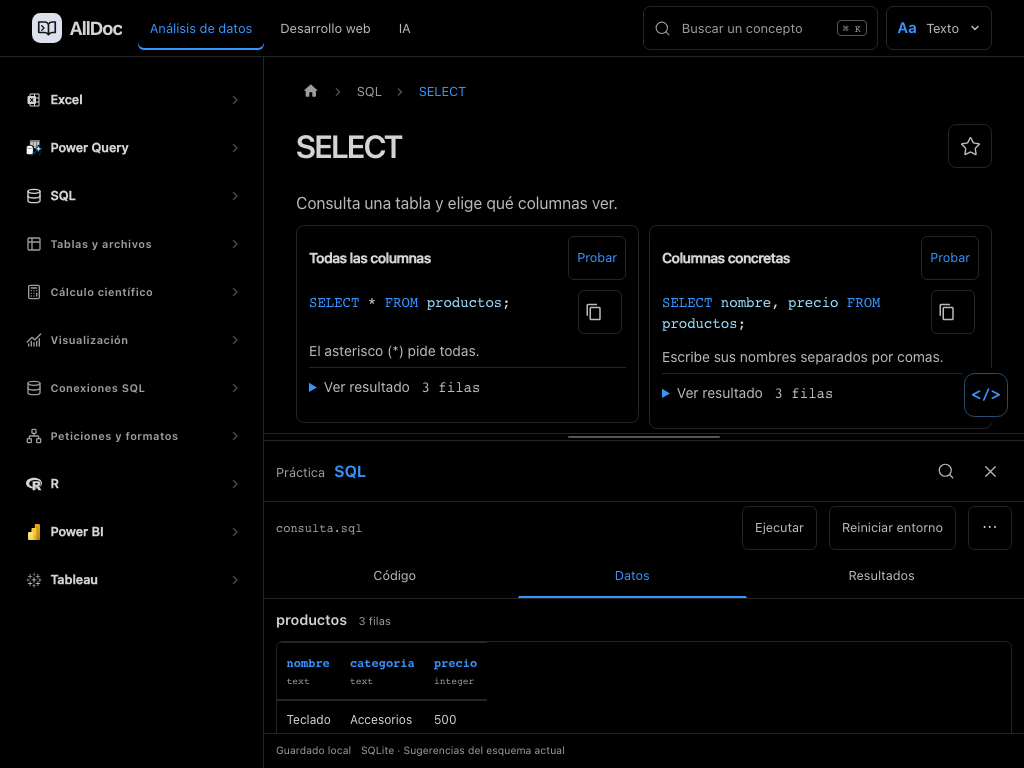 AllDoc
Análisis de datos
Desarrollo web
IA
Buscar un concepto
⌘ K
Aa Texto
Excel
Power Query
SQL
Tablas y archivos
Cálculo científico
Visualización
Conexiones SQL
Peticiones y formatos
R
Power BI
Tableau
SQL
SELECT
SELECT
Consulta una tabla y elige qué columnas ver.
Todas las columnas
Probar
SELECT * FROM productos;
El asterisco (*) pide todas.
Ver resultado 3 filas
Columnas concretas
Probar
SELECT nombre, precio FROM
productos;
Escribe sus nombres separados por comas.
Ver resultado 3 filas
</>
Práctica SQL
consulta.sql
Ejecutar
Reiniciar entorno
...
Código
Datos
Resultados
productos 3 filas
nombre categoria precio
text text integer
Teclado Accesorios 500
Guardado local SQLite · Sugerencias del esquema actual